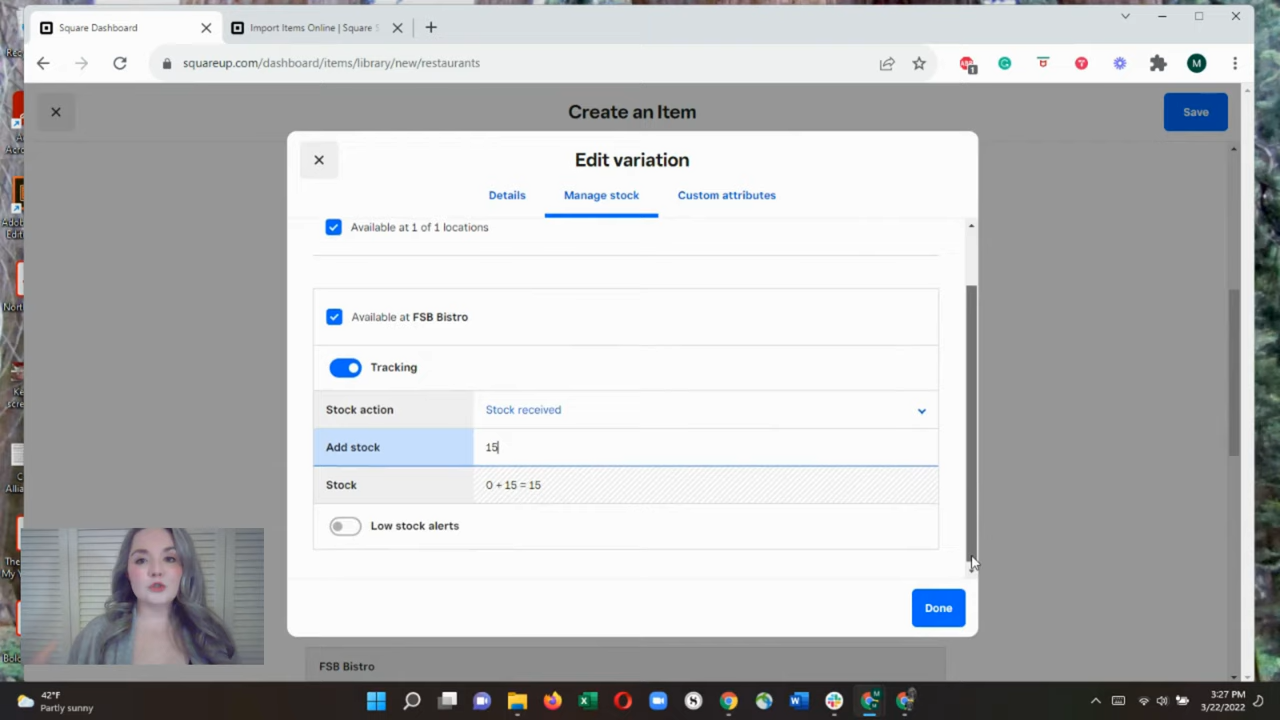 Square Dashboard
Import Items Online | Square S
squareup.com/dashboard/items/library/new/restaurants
1
M
Create an Item
Save
Edit variation
Details
Manage stock
Custom attributes
Available at 1 of 1 locations
Available at FSB Bistro
Tracking
Stock action
Stock received
Add stock
15
Stock
0 + 15 = 15
Low stock alerts
Done
FSB Bistro
42°F
Partly sunny
3:27 PM
3/22/2022